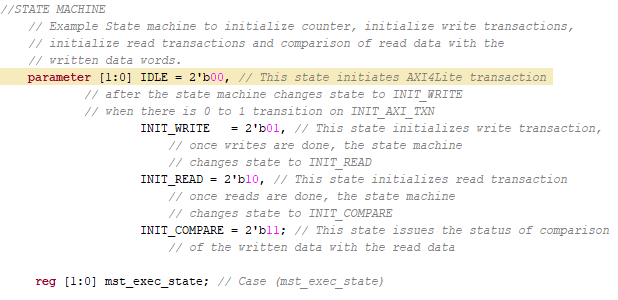 //STATE MACHINE
// Example State machine to initialize counter, initialize write transactions,
// initialize read transactions and comparison of read data with the
// written data words.
parameter [1:0] IDLE = 2'b00, // This state initiates AXI4Lite transaction
// after the state machine changes state to INIT_WRITE
// when there is 0 to 1 transition on INIT_AXI_TXN
INIT_WRITE   = 2'b01, // This state initializes write transaction,
// once writes are done, the state machine
// changes state to INIT_READ
INIT_READ = 2'b10, // This state initializes read transaction
// once reads are done, the state machine
// changes state to INIT_COMPARE
INIT_COMPARE = 2'b11; // This state issues the status of comparison
// of the written data with the read data
reg [1:0] mst_exec_state; // Case (mst_exec_state)